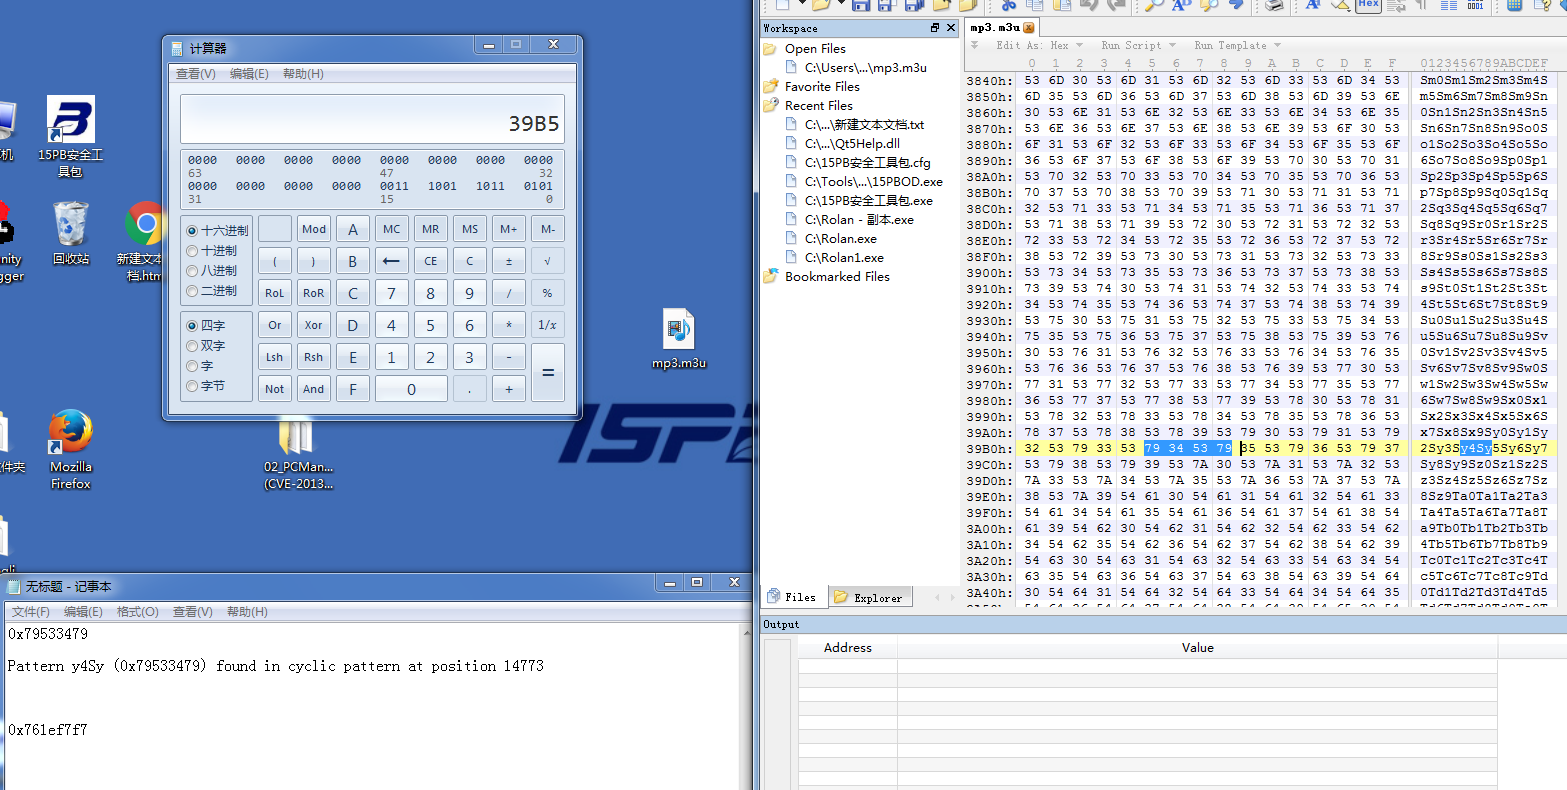 计算器
查看(V) 编辑(E) 帮助(H)
39B5
0000 0000 0000 0000 0000 0000 0000 0000
63 47 32
0000 0000 0000 0000 0011 1001 1011 0101
31 15 0
十六进制
十进制
八进制
二进制
四字
双字
字
字节
Mod A MC MR MS M+ M-
( ) B ← CE C ± √
RoL RoR C 7 8 9 / %
Or Xor D 4 5 6 * 1/x
Lsh Rsh E 1 2 3 - =
Not And F 0 . +
15PB安全工
具包
回收站
新建文本
档.htm
mp3.m3u
Mozilla
Firefox
02_PCMan...
(CVE-2013...
无标题 - 记事本
文件(F) 编辑(E) 格式(O) 查看(V) 帮助(H)
0x79533479
Pattern y4Sy (0x79533479) found in cyclic pattern at position 14773
0x761ef7f7
Workspace
Open Files
C:\Users\...\mp3.m3u
Favorite Files
Recent Files
C:\...\新建文本文档.txt
C:\...\Qt5Help.dll
C:\15PB安全工具包.cfg
C:\Tools\...\15PBOD.exe
C:\15PB安全工具包.exe
C:\Rolan - 副本.exe
C:\Rolan.exe
C:\Rolan1.exe
Bookmarked Files
Files Explorer
mp3.m3u
Edit As: Hex Run Script Run Template
0 1 2 3 4 5 6 7 8 9 A B C D E F 0123456789ABCDEF
3840h: 53 6D 30 53 6D 31 53 6D 32 53 6D 33 53 6D 34 53 Sm0Sm1Sm2Sm3Sm4S
3850h: 6D 35 53 6D 36 53 6D 37 53 6D 38 53 6D 39 53 6E m5Sm6Sm7Sm8Sm9Sn
3860h: 30 53 6E 31 53 6E 32 53 6E 33 53 6E 34 53 6E 35 0Sn1Sn2Sn3Sn4Sn5
3870h: 53 6E 36 53 6E 37 53 6E 38 53 6E 39 53 6F 30 53 Sn6Sn7Sn8Sn9So0S
3880h: 6F 31 53 6F 32 53 6F 33 53 6F 34 53 6F 35 53 6F o1So2So3So4So5So
3890h: 36 53 6F 37 53 6F 38 53 6F 39 53 70 30 53 70 31 6So7So8So9Sp0Sp1
38A0h: 53 70 32 53 70 33 53 70 34 53 70 35 53 70 36 53 Sp2Sp3Sp4Sp5Sp6S
38B0h: 70 37 53 70 38 53 70 39 53 71 30 53 71 31 53 71 p7Sp8Sp9Sq0Sq1Sq
38C0h: 32 53 71 33 53 71 34 53 71 35 53 71 36 53 71 37 2Sq3Sq4Sq5Sq6Sq7
38D0h: 53 71 38 53 71 39 53 72 30 53 72 31 53 72 32 53 Sq8Sq9Sr0Sr1Sr2S
38E0h: 72 33 53 72 34 53 72 35 53 72 36 53 72 37 53 72 r3Sr4Sr5Sr6Sr7Sr
38F0h: 38 53 72 39 53 73 30 53 73 31 53 73 32 53 73 33 8Sr9Ss0Ss1Ss2Ss3
3900h: 53 73 34 53 73 35 53 73 36 53 73 37 53 73 38 53 Ss4Ss5Ss6Ss7Ss8S
3910h: 73 39 53 74 30 53 74 31 53 74 32 53 74 33 53 74 s9St0St1St2St3St
3920h: 34 53 74 35 53 74 36 53 74 37 53 74 38 53 74 39 4St5St6St7St8St9
3930h: 53 75 30 53 75 31 53 75 32 53 75 33 53 75 34 53 Su0Su1Su2Su3Su4S
3940h: 75 35 53 75 36 53 75 37 53 75 38 53 75 39 53 76 u5Su6Su7Su8Su9Sv
3950h: 30 53 76 31 53 76 32 53 76 33 53 76 34 53 76 35 0Sv1Sv2Sv3Sv4Sv5
3960h: 53 76 36 53 76 37 53 76 38 53 76 39 53 77 30 53 Sv6Sv7Sv8Sv9Sw0S
3970h: 77 31 53 77 32 53 77 33 53 77 34 53 77 35 53 77 w1Sw2Sw3Sw4Sw5Sw
3980h: 36 53 77 37 53 77 38 53 77 39 53 78 30 53 78 31 6Sw7Sw8Sw9Sx0Sx1
3990h: 53 78 32 53 78 33 53 78 34 53 78 35 53 78 36 53 Sx2Sx3Sx4Sx5Sx6S
39A0h: 78 37 53 78 38 53 78 39 53 79 30 53 79 31 53 79 x7Sx8Sx9Sy0Sy1Sy
39B0h: 32 53 79 33 53 79 34 53 79 35 53 79 36 53 79 37 2Sy3Sy4Sy5Sy6Sy7
39C0h: 53 79 38 53 79 39 53 7A 30 53 7A 31 53 7A 32 53 Sy8Sy9Sz0Sz1Sz2S
39D0h: 7A 33 53 7A 34 53 7A 35 53 7A 36 53 7A 37 53 7A z3Sz4Sz5Sz6Sz7Sz
39E0h: 38 53 7A 39 54 61 30 54 61 31 54 61 32 54 61 33 8Sz9Ta0Ta1Ta2Ta3
39F0h: 54 61 34 54 61 35 54 61 36 54 61 37 54 61 38 54 Ta4Ta5Ta6Ta7Ta8T
3A00h: 61 39 54 62 30 54 62 31 54 62 32 54 62 33 54 62 a9Tb0Tb1Tb2Tb3Tb
3A10h: 34 54 62 35 54 62 36 54 62 37 54 62 38 54 62 39 4Tb5Tb6Tb7Tb8Tb9
3A20h: 54 63 30 54 63 31 54 63 32 54 63 33 54 63 34 54 Tc0Tc1Tc2Tc3Tc4T
3A30h: 63 35 54 63 36 54 63 37 54 63 38 54 63 39 54 64 c5Tc6Tc7Tc8Tc9Td
3A40h: 30 54 64 31 54 64 32 54 64 33 54 64 34 54 64 35 0Td1Td2Td3Td4Td5
Output
Address Value